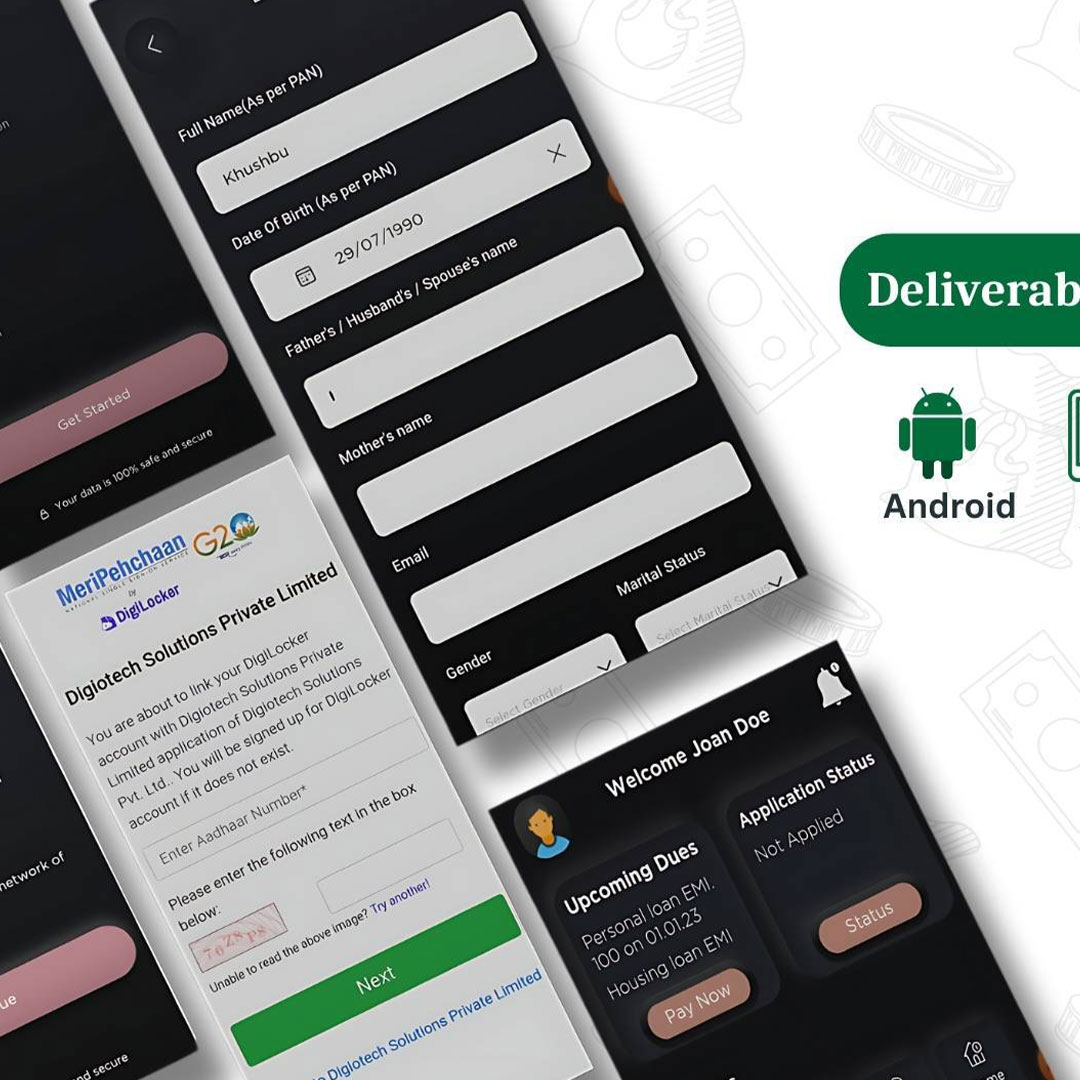 Full Name(As per PAN)
Khushbu
Date Of Birth (As per PAN)
29/07/1990
Father's / Husband's / Spouse's name
Mother's name
Email
Gender
Select Gender
Marital Status
Select Marital Status
Get Started
Your data is 100% safe and secure
MeriPehchaan
NATIONAL SINGLE SIGN-ON SERVICE
by
DigiLocker
G20
Digiotech Solutions Private Limited
You are about to link your DigiLocker
account with Digiotech Solutions Private
Limited application of Digiotech Solutions
Pvt. Ltd.. You will be signed up for DigiLocker
account if it does not exist.
Enter Aadhaar Number*
Please enter the following text in the box
below:
Unable to read the above image? Try another!
Next
Digiotech Solutions Private Limited
network of
ue
and secure
Welcome Joan Doe
0
Upcoming Dues
Personal loan EMI.
100 on 01.01.23
Housing loan EMI
Pay Now
Application Status
Not Applied
Status
me
Deliverab
Android